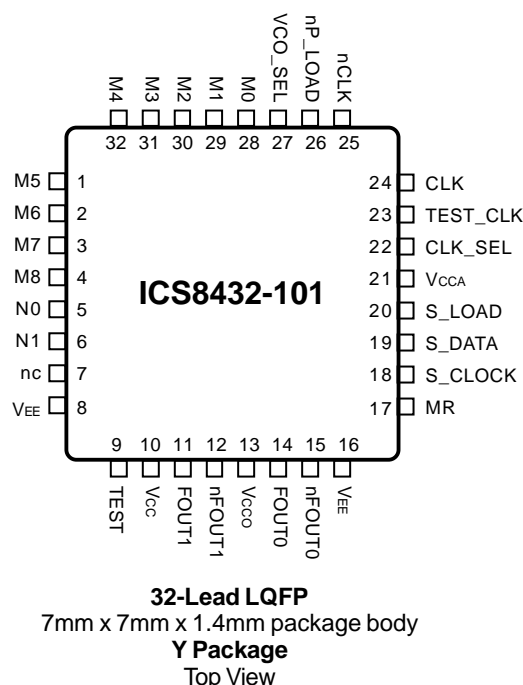 M4 M3 M2 M1 M0 VCO_SEL nP_LOAD nCLK
32 31 30 29 28 27 26 25
M5 1
M6 2
M7 3
M8 4
N0 5
N1 6
nc 7
VEE 8
ICS8432-101
24 CLK
23 TEST_CLK
22 CLK_SEL
21 VCCA
20 S_LOAD
19 S_DATA
18 S_CLOCK
17 MR
9 10 11 12 13 14 15 16
TEST VCC FOUT1 nFOUT1 VCCO FOUT0 nFOUT0 VEE
32-Lead LQFP
7mm x 7mm x 1.4mm package body
Y Package
Top View